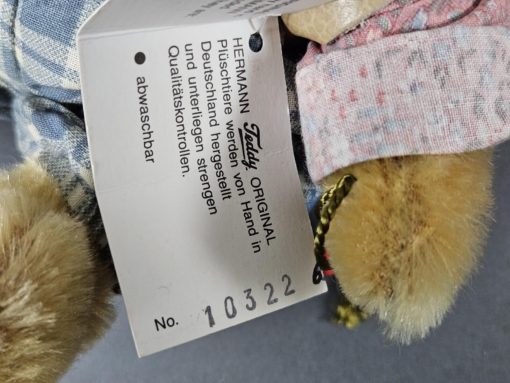 HERMANN Teddy ORIGINAL
Plüschtiere werden von Hand in
Deutschland hergestellt
und unterliegen strengen
Qualitätskontrollen.
● abwaschbar
No. 10322